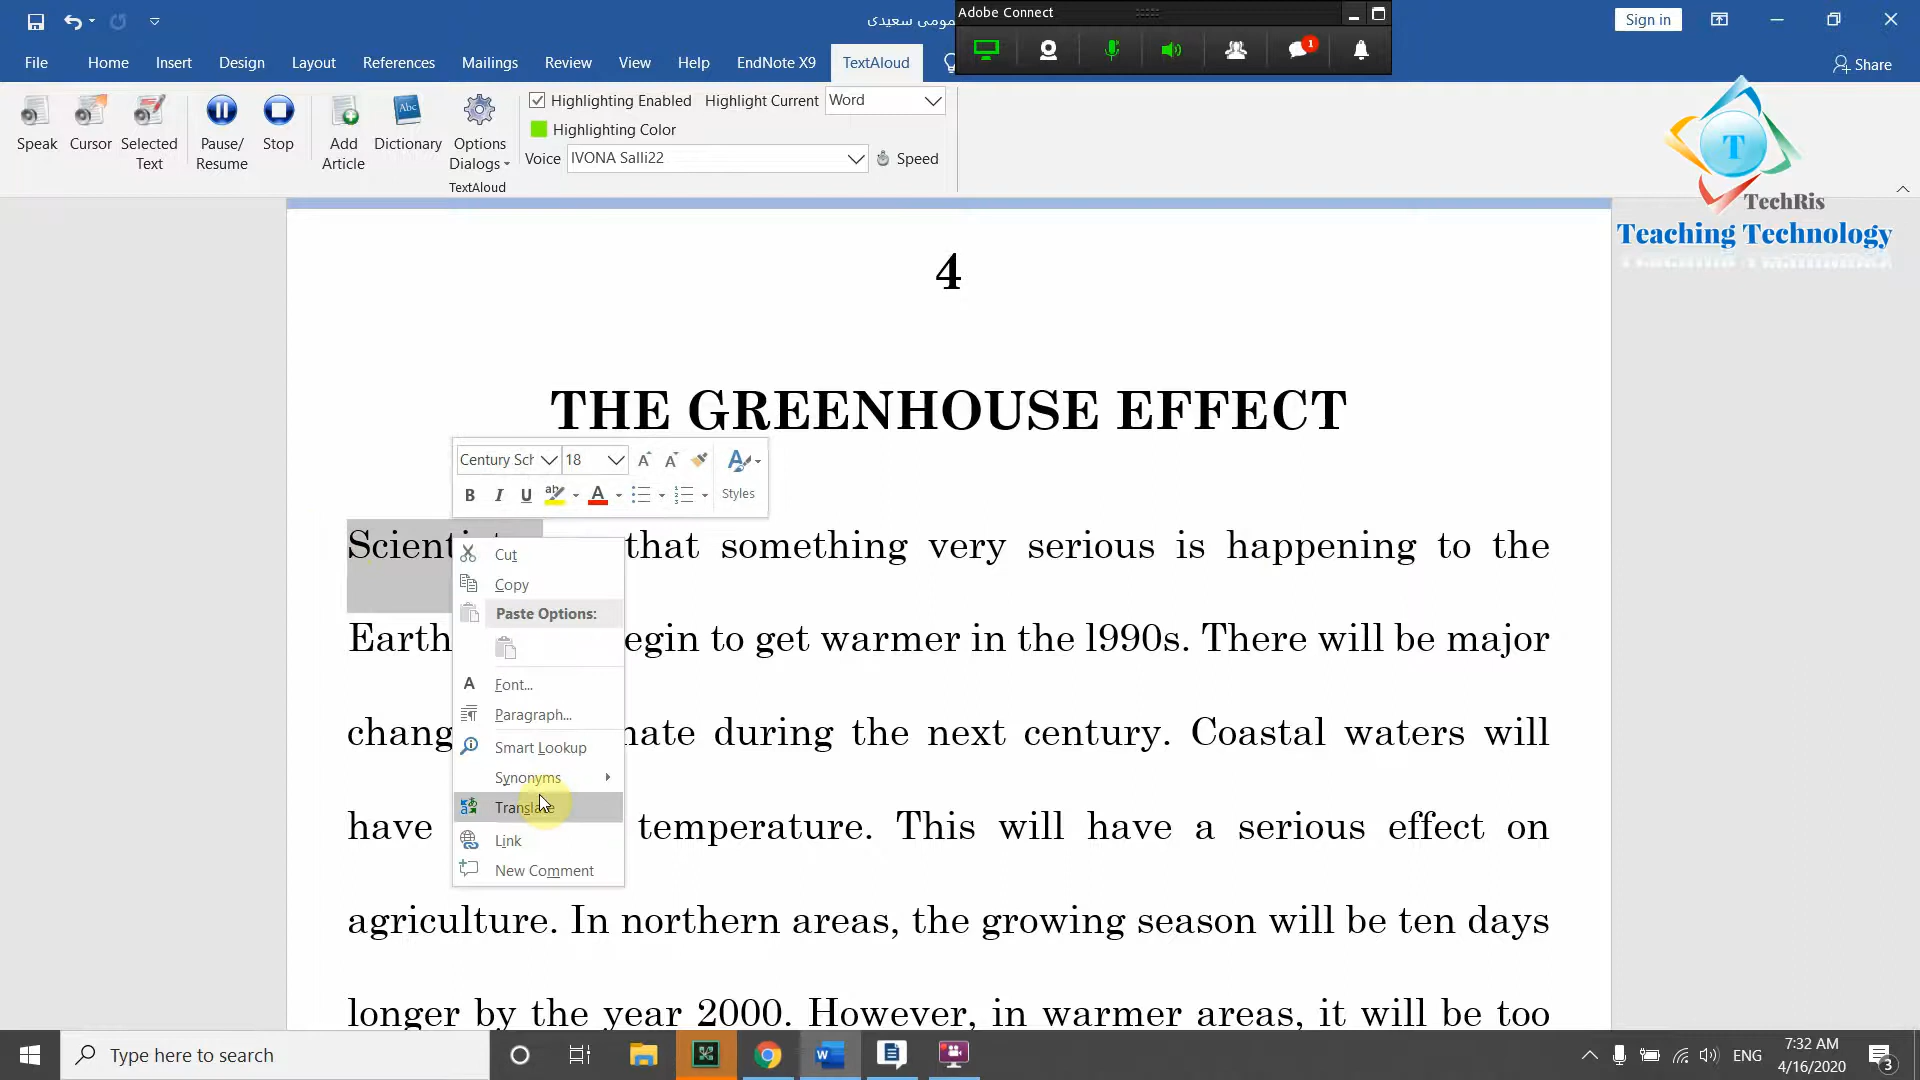 مومی سعیدی
Adobe Connect
Sign in
File Home Insert Design Layout References Mailings Review View Help EndNote X9 TextAloud
1
Share
Speak Cursor Selected Text Pause/ Resume Stop Add Article Dictionary Options Dialogs
Abc
Highlighting Enabled Highlight Current Word
Highlighting Color
Voice IVONA Salli22 Speed
TextAloud
T
TechRis
Teaching Technology
4
THE GREENHOUSE EFFECT
Century Sch 18
B I U Styles
that something very serious is happening to the
Earth egin to get warmer in the l990s. There will be major
chang nate during the next century. Coastal waters will
have temperature. This will have a serious effect on
agriculture. In northern areas, the growing season will be ten days
longer by the year 2000. However, in warmer areas, it will be too
Cut
Copy
Paste Options:
Font...
Paragraph...
Smart Lookup
Synonyms
Translate
Link
New Comment
Type here to search
ENG
7:32 AM
4/16/2020
3